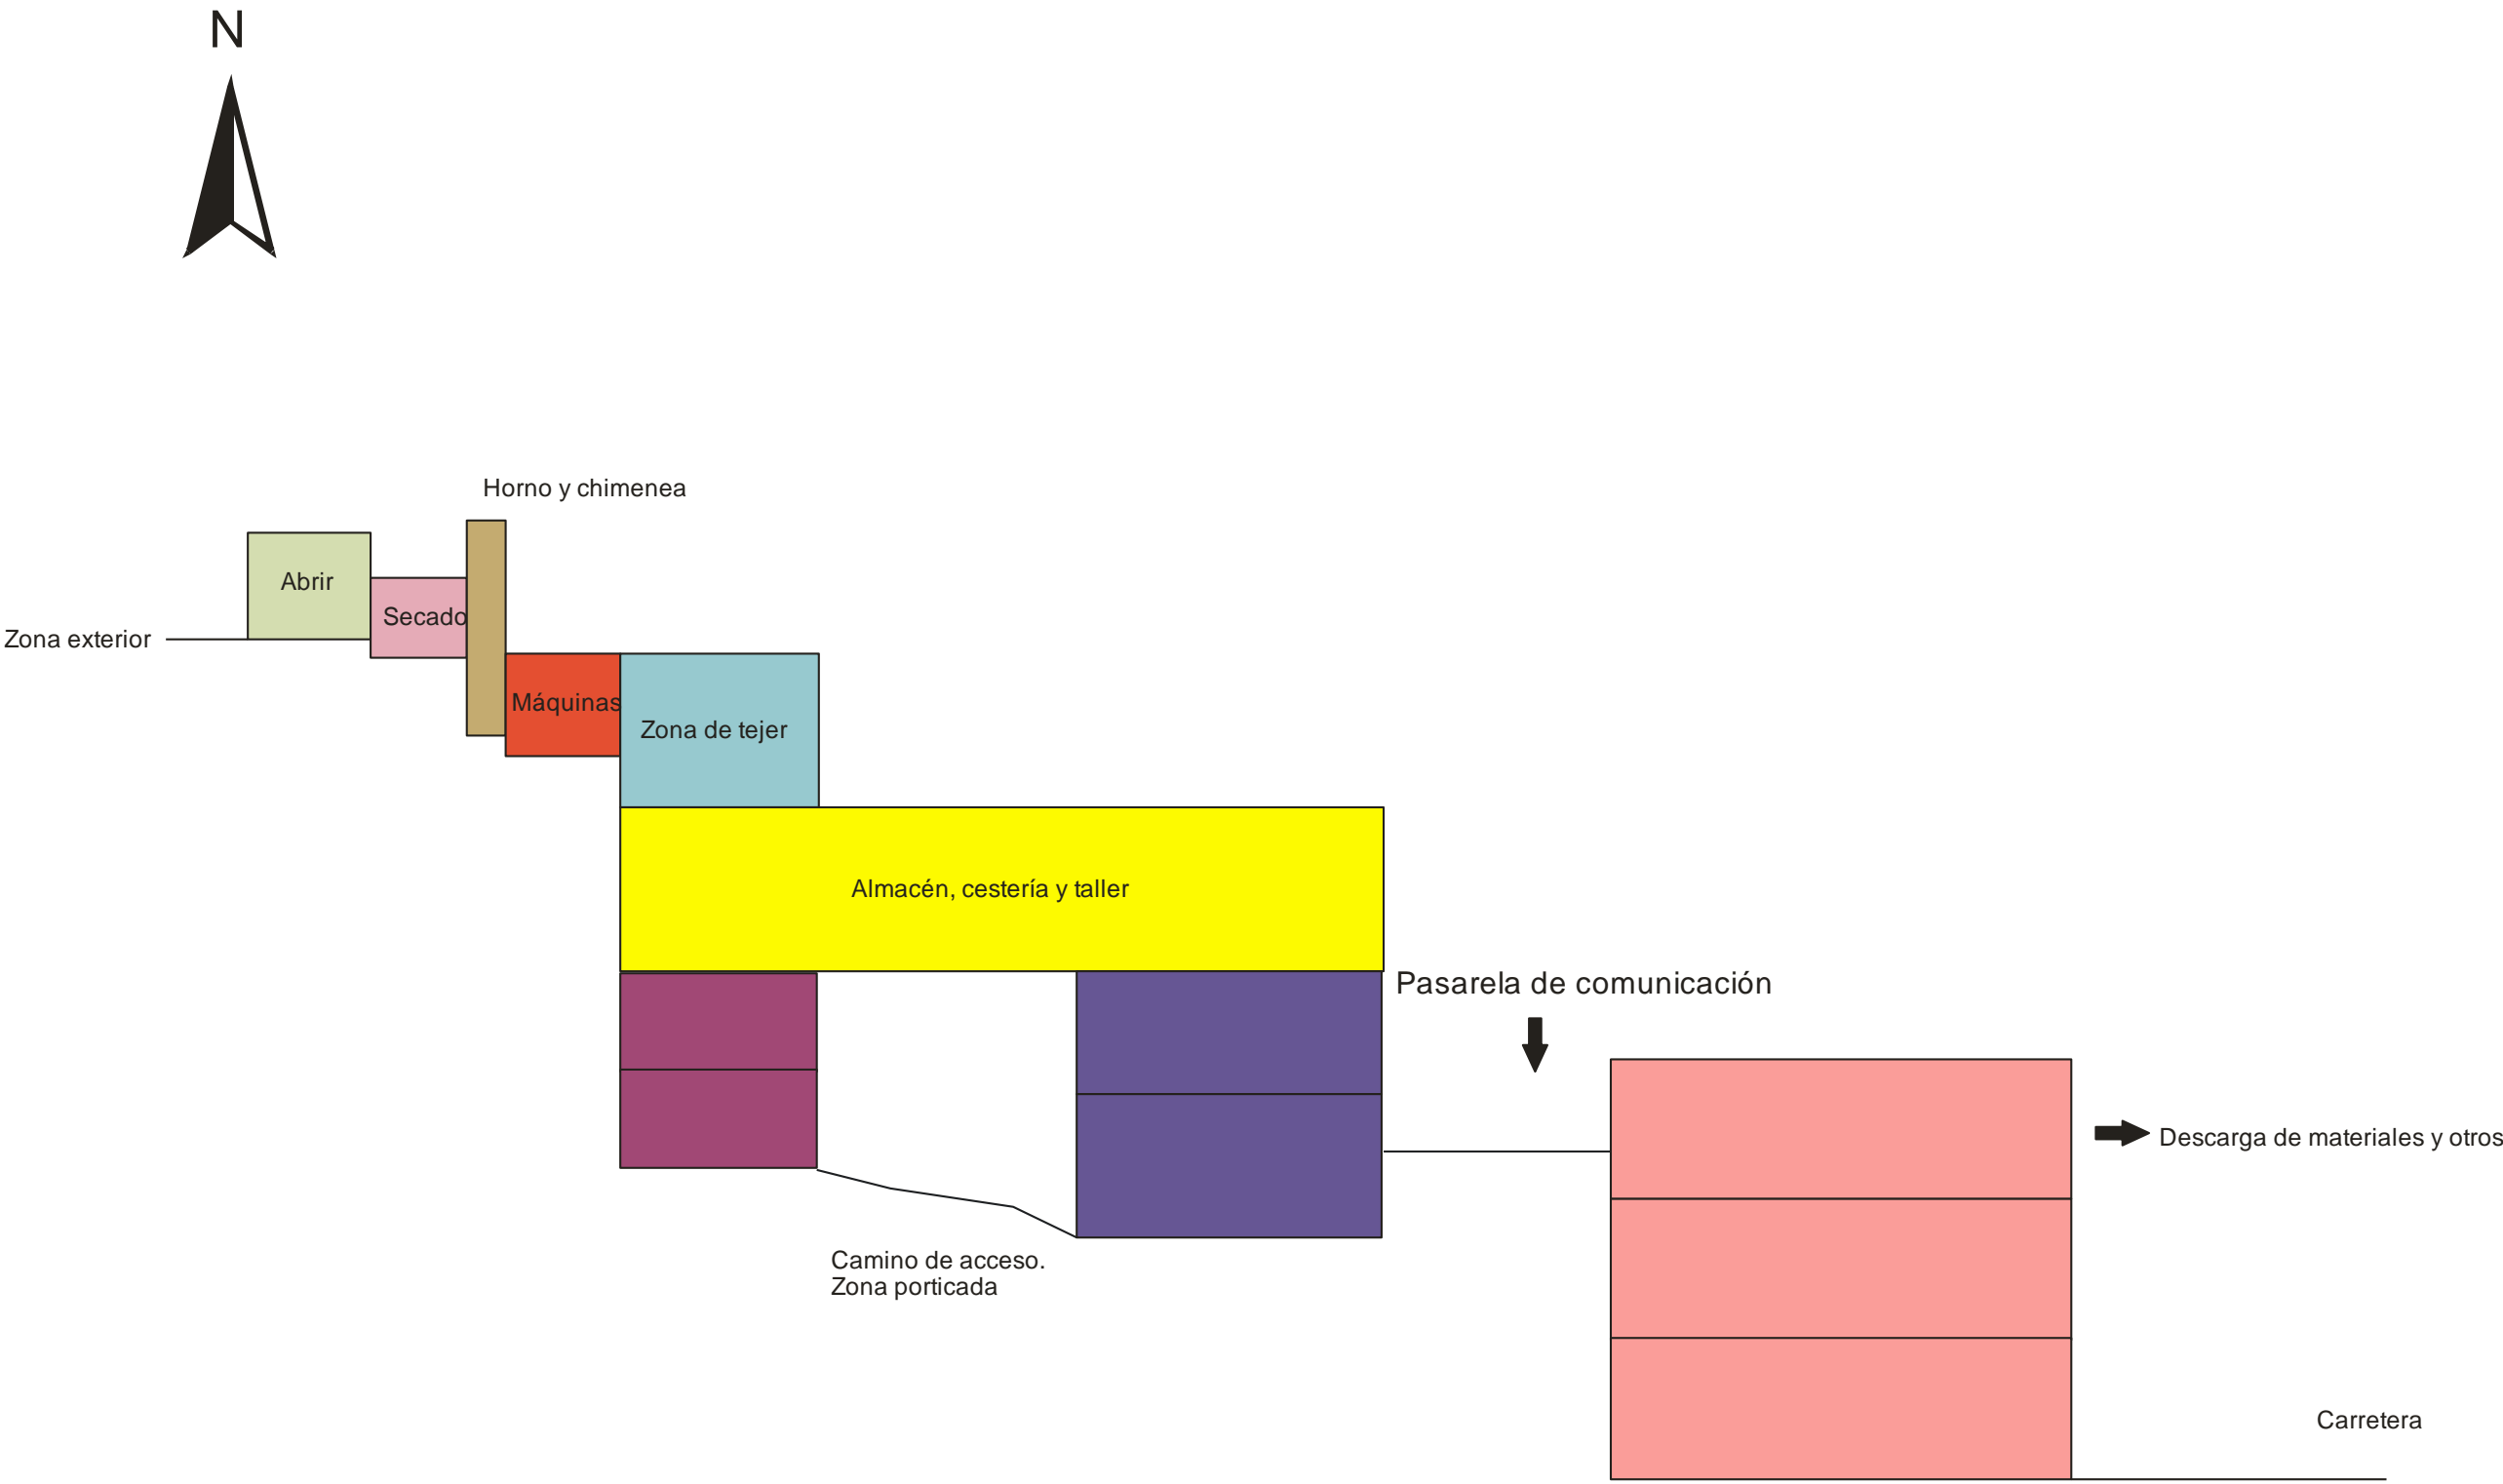 N
Horno y chimenea
Abrir
Secado
Zona exterior
Máquinas
Zona de tejer
Almacén, cestería y taller
Pasarela de comunicación
Descarga de materiales y otros
Camino de acceso.
Zona porticada
Carretera